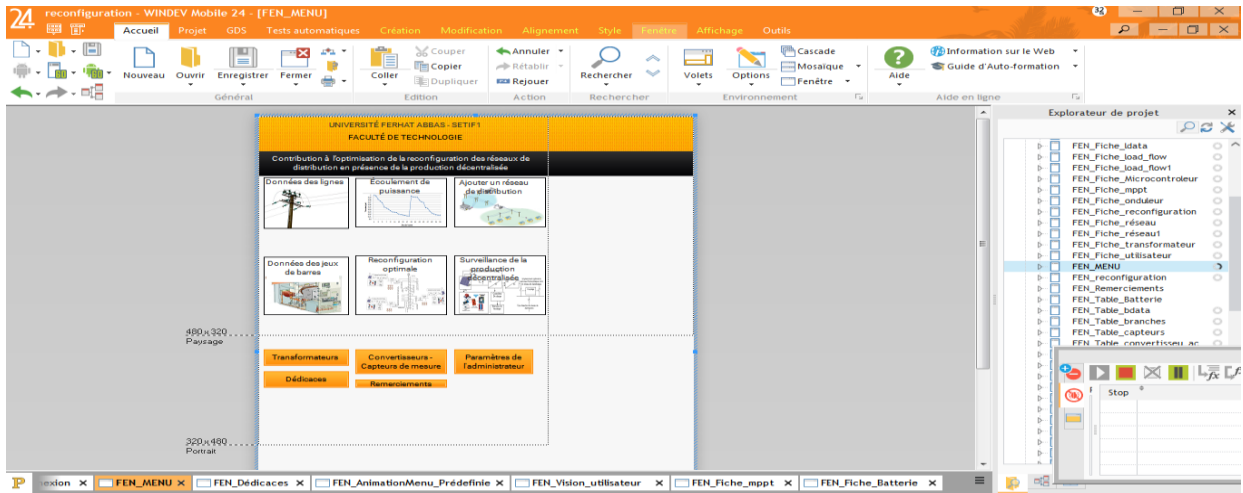 24 reconfiguration - WINDEV Mobile 24 - [FEN_MENU] 32
Accueil Projet GDS Tests automatiques Création Modification Alignement Style Fenêtre Affichage Outils
Nouveau Ouvrir Enregistrer Fermer
Général
Coller
Couper
Copier
Dupliquer
Edition
Annuler
Rétablir
Rejouer
Action
Rechercher
Rechercher
Volets Options
Cascade
Mosaïque
Fenêtre
Environnement
Aide
Information sur le Web
Guide d'Auto-formation
Aide en ligne
UNIVERSITÉ FERHAT ABBAS - SETIF1
FACULTÉ DE TECHNOLOGIE
Contribution à l'optimisation de la reconfiguration des réseaux de
distribution en présence de la production décentralisée
Données des lignes
Ecoulement de
puissance
Ajouter un réseau
de distribution
Données des jeux
de barres
Reconfiguration
optimale
Surveillance de la
production
décentralisée
480 x 320
Paysage
Transformateurs
Convertisseurs -
Capteurs de mesure
Paramètres de
l'administrateur
Dédicaces
Remerciements
320 x 480
Portrait
Explorateur de projet
FEN_Fiche_ldata
FEN_Fiche_load_flow
FEN_Fiche_load_flow1
FEN_Fiche_Microcontroleur
FEN_Fiche_mppt
FEN_Fiche_onduleur
FEN_Fiche_reconfiguration
FEN_Fiche_réseau
FEN_Fiche_réseau1
FEN_Fiche_transformateur
FEN_Fiche_utilisateur
FEN_MENU
FEN_reconfiguration
FEN_Remerciements
FEN_Table_Batterie
FEN_Table_bdata
FEN_Table_branches
FEN_Table_capteurs
FEN_Table_convertisseu_ac
Stop
exion FEN_MENU FEN_Dédicaces FEN_AnimationMenu_Prédefinie FEN_Vision_utilisateur FEN_Fiche_mppt FEN_Fiche_Batterie